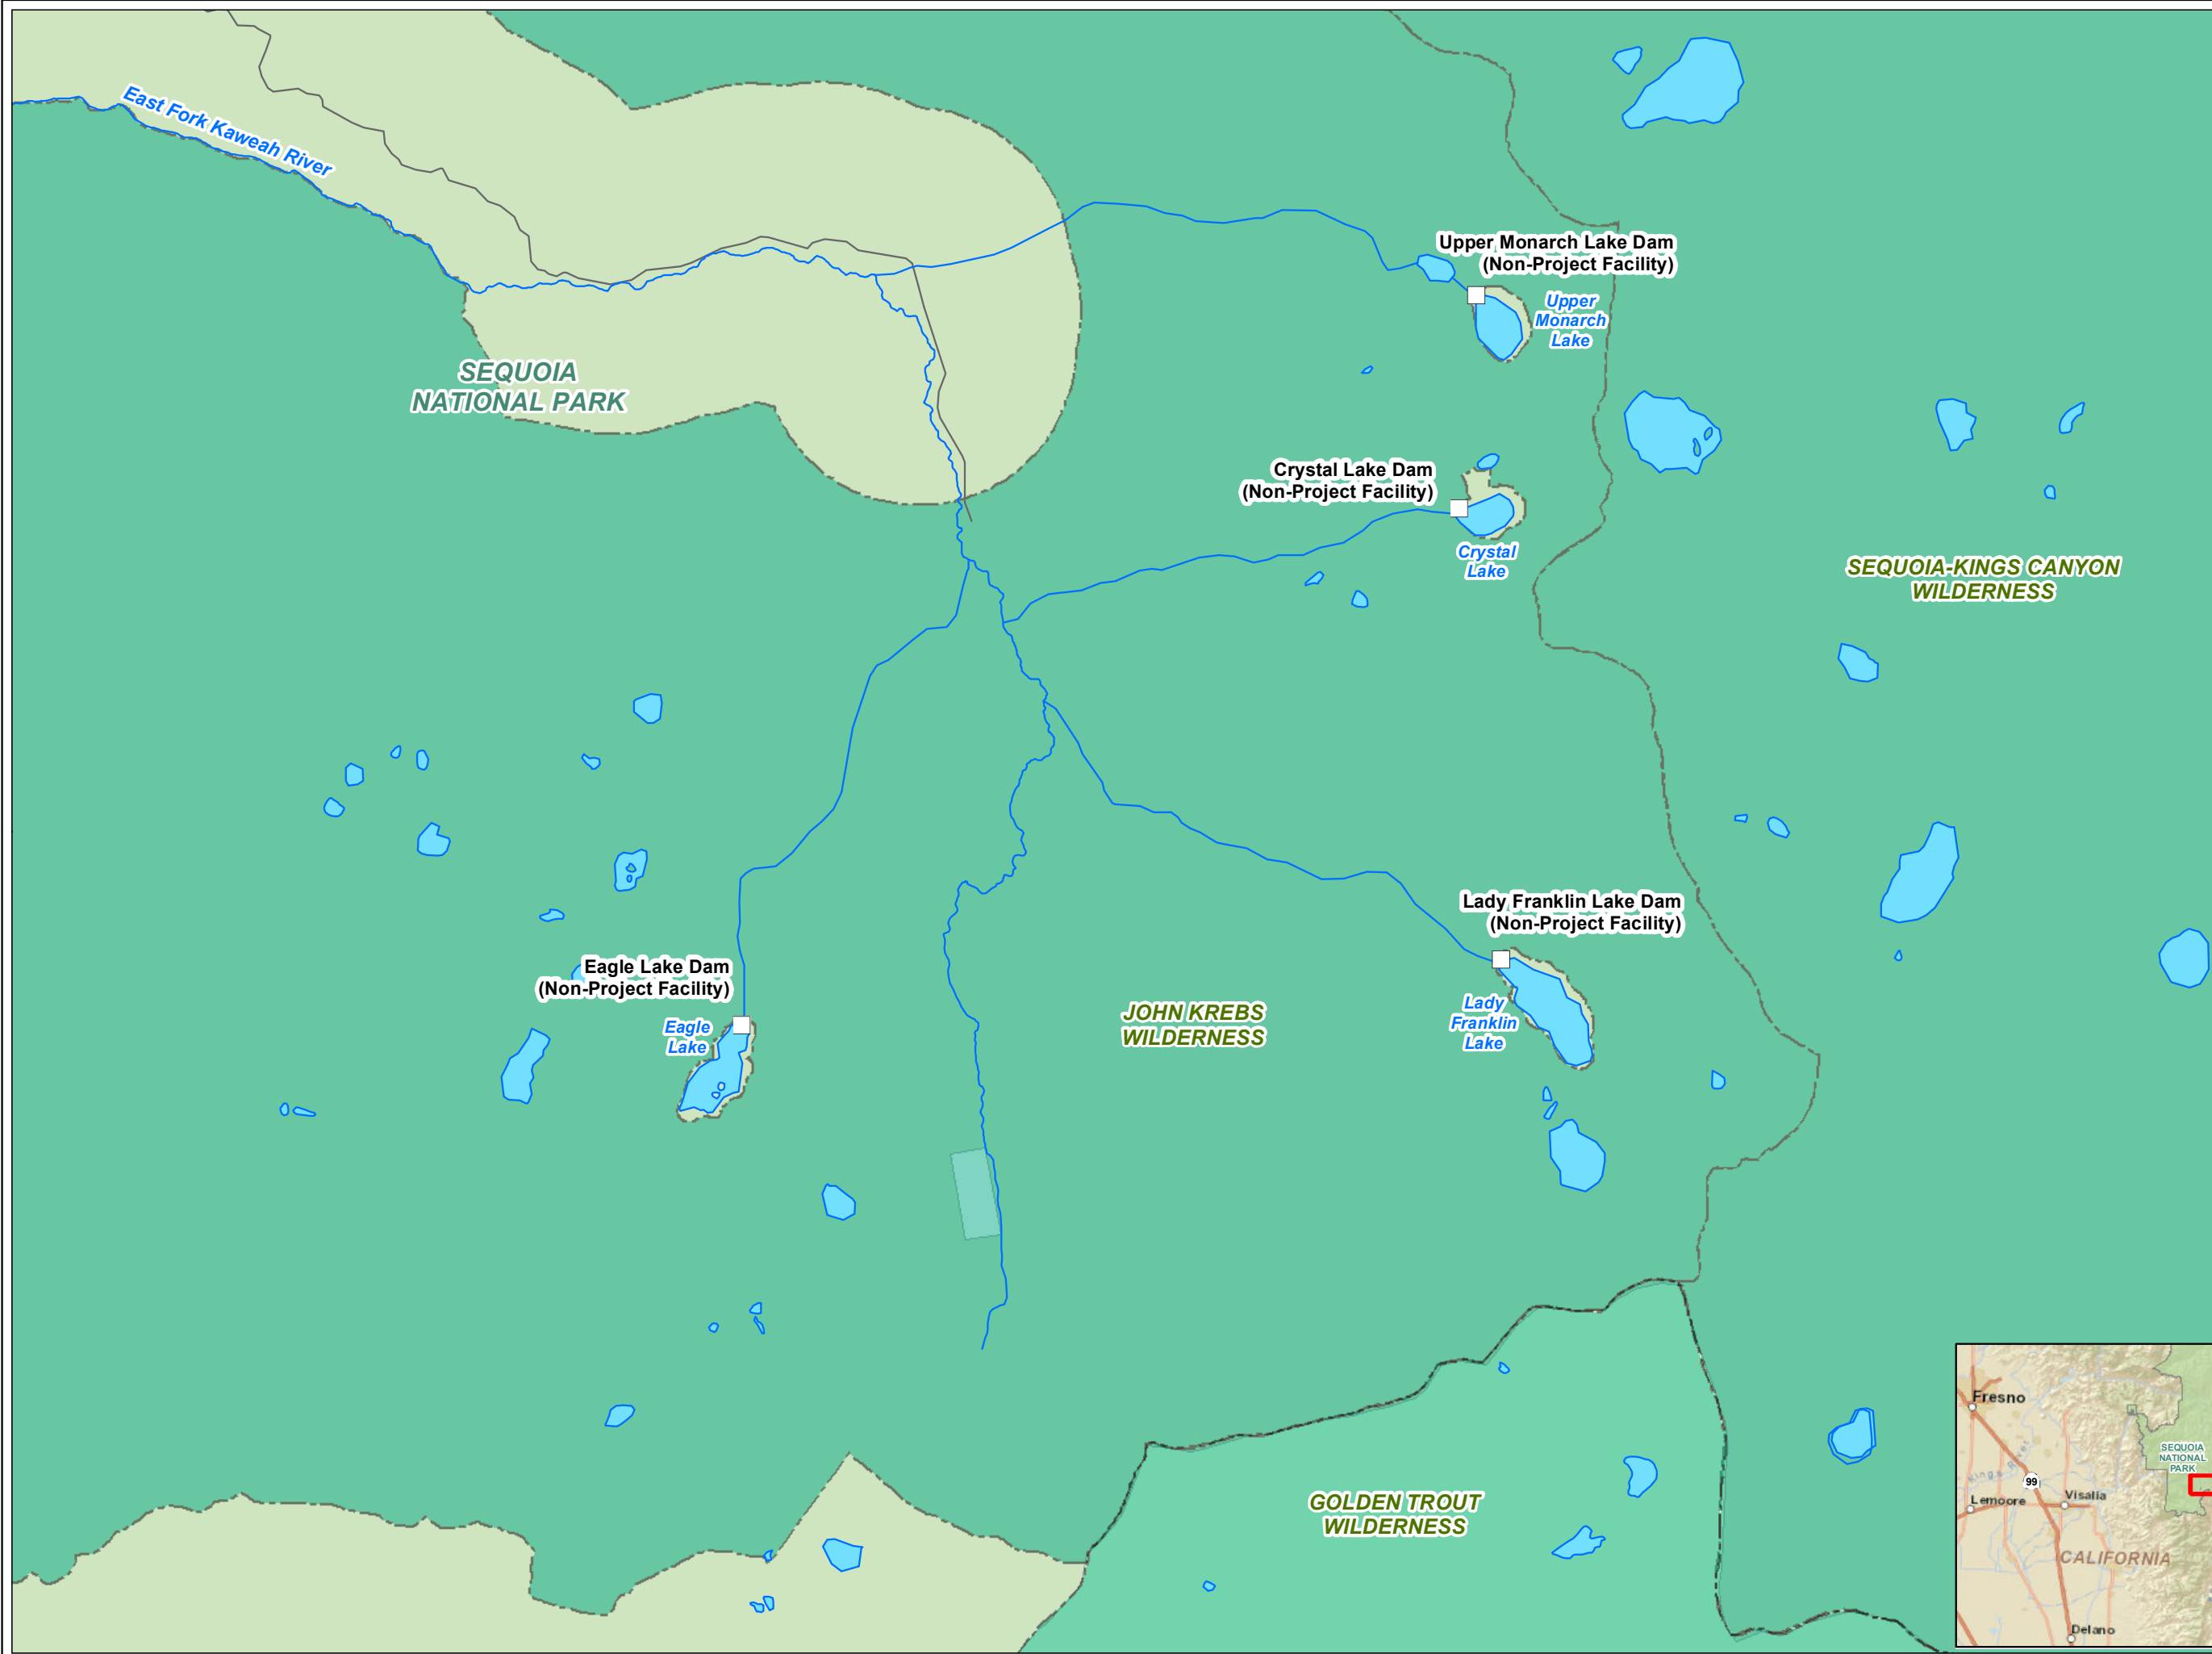 East Fork Kaweah River
Upper Monarch Lake Dam
(Non-Project Facility)
Upper
Monarch
Lake
SEQUOIA
NATIONAL PARK
Crystal Lake Dam
(Non-Project Facility)
Crystal
Lake
SEQUOIA-KINGS CANYON
WILDERNESS
Lady Franklin Lake Dam
(Non-Project Facility)
Eagle Lake Dam
(Non-Project Facility)
Lady
Franklin
Lake
Eagle
Lake
JOHN KREBS
WILDERNESS
GOLDEN TROUT
WILDERNESS
Fresno
SEQUOIA
NATIONAL
PARK
Kings River
99
Lemoore
Visalia
CALIFORNIA
Delano